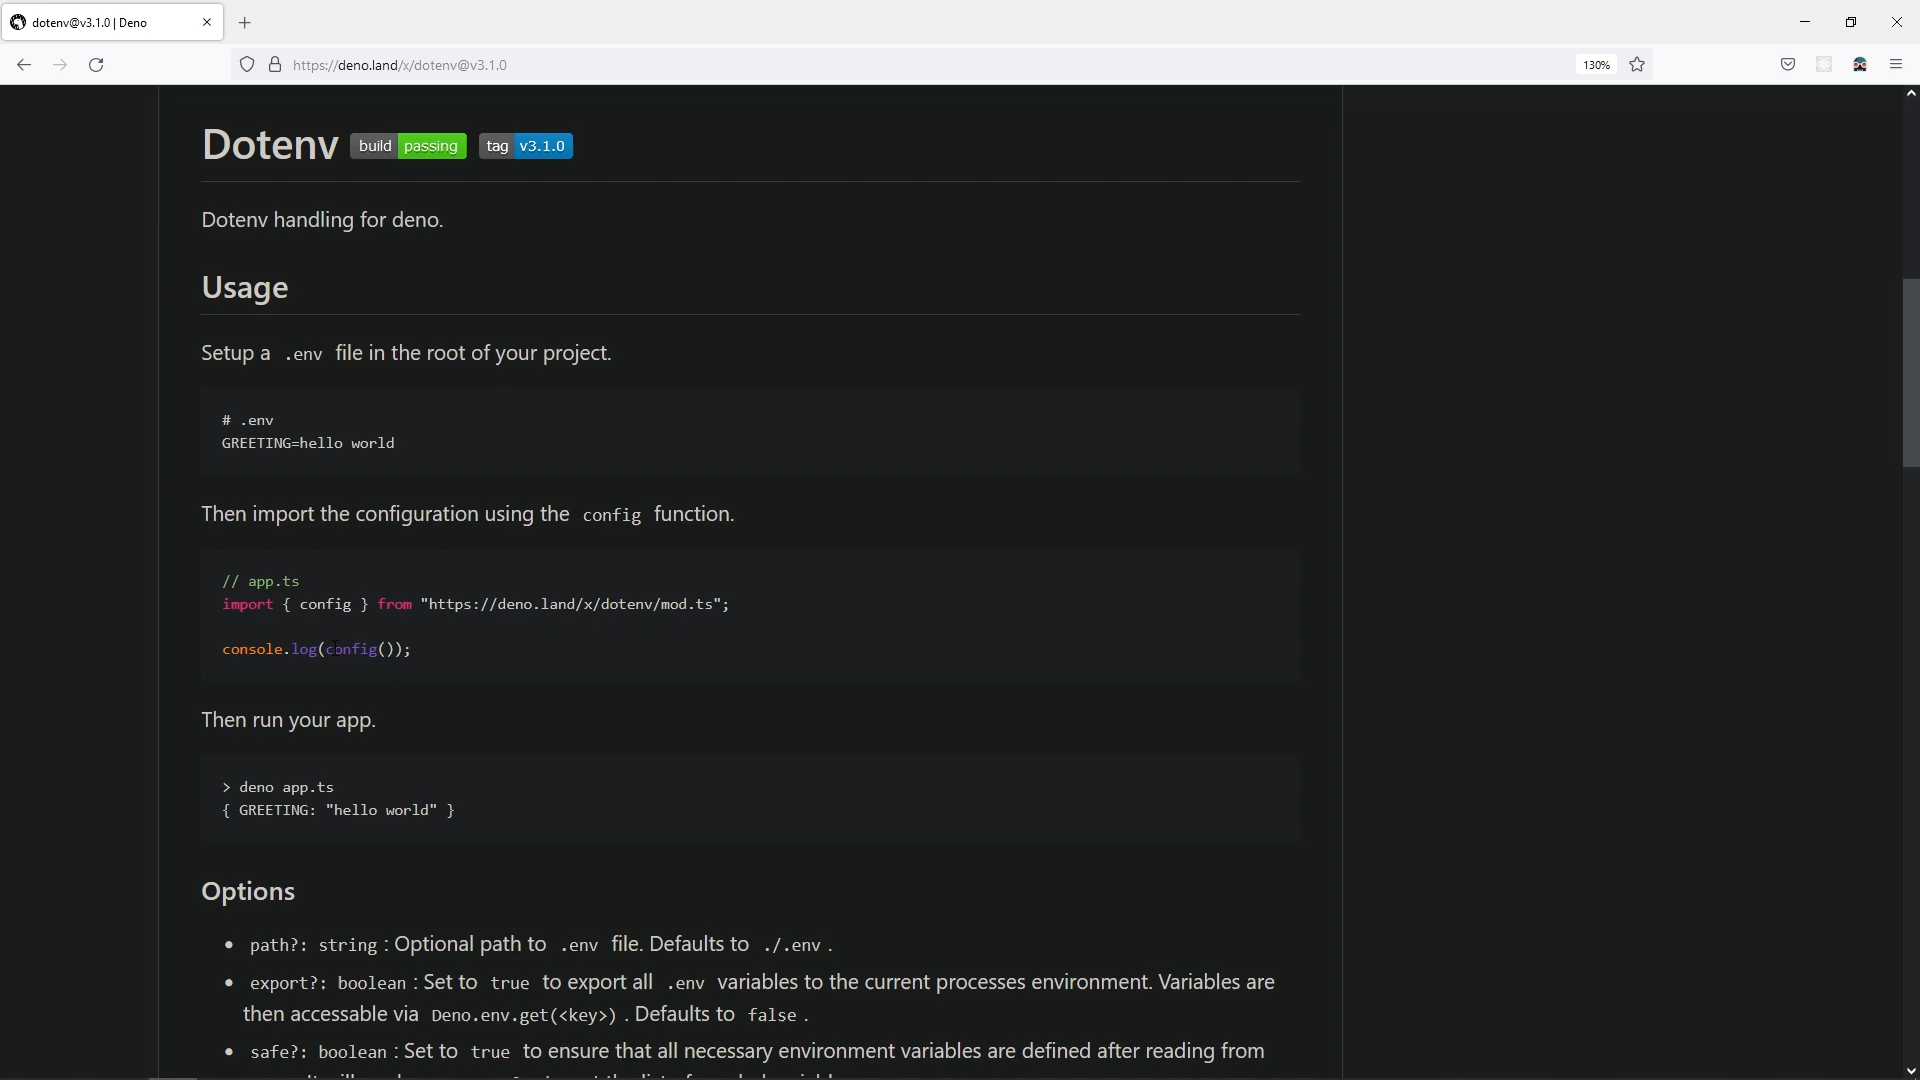 dotenv@v3.1.0 | Deno
https://deno.land/x/dotenv@v3.1.0
130%
Dotenv build passing tag v3.1.0
Dotenv handling for deno.
Usage
Setup a .env file in the root of your project.
# .env
GREETING=hello world
Then import the configuration using the config function.
// app.ts
import { config } from "https://deno.land/x/dotenv/mod.ts";
console.log(config());
Then run your app.
> deno app.ts
{ GREETING: "hello world" }
Options
• path?: string : Optional path to .env file. Defaults to ./.env .
• export?: boolean : Set to true to export all .env variables to the current processes environment. Variables are
then accessable via Deno.env.get(<key>) . Defaults to false .
• safe?: boolean : Set to true to ensure that all necessary environment variables are defined after reading from